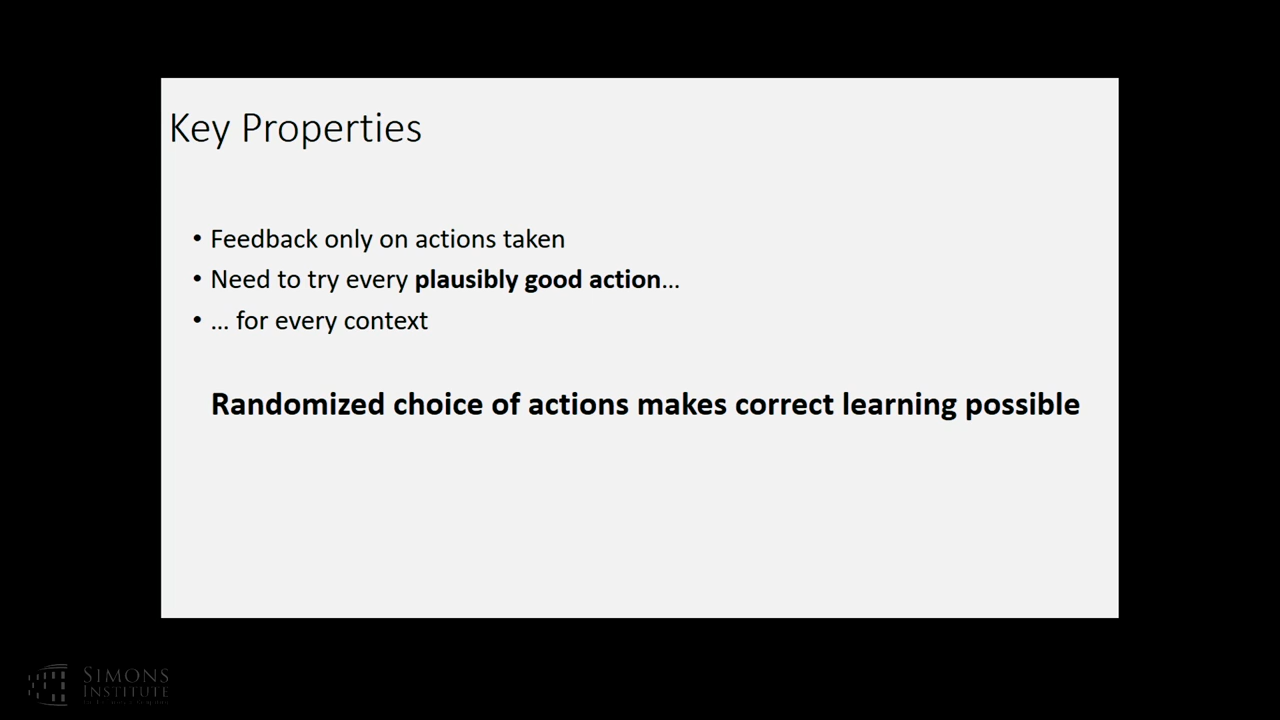 Key Properties
• Feedback only on actions taken
• Need to try every plausibly good action...
• ... for every context
Randomized choice of actions makes correct learning possible
SIMONS
INSTITUTE